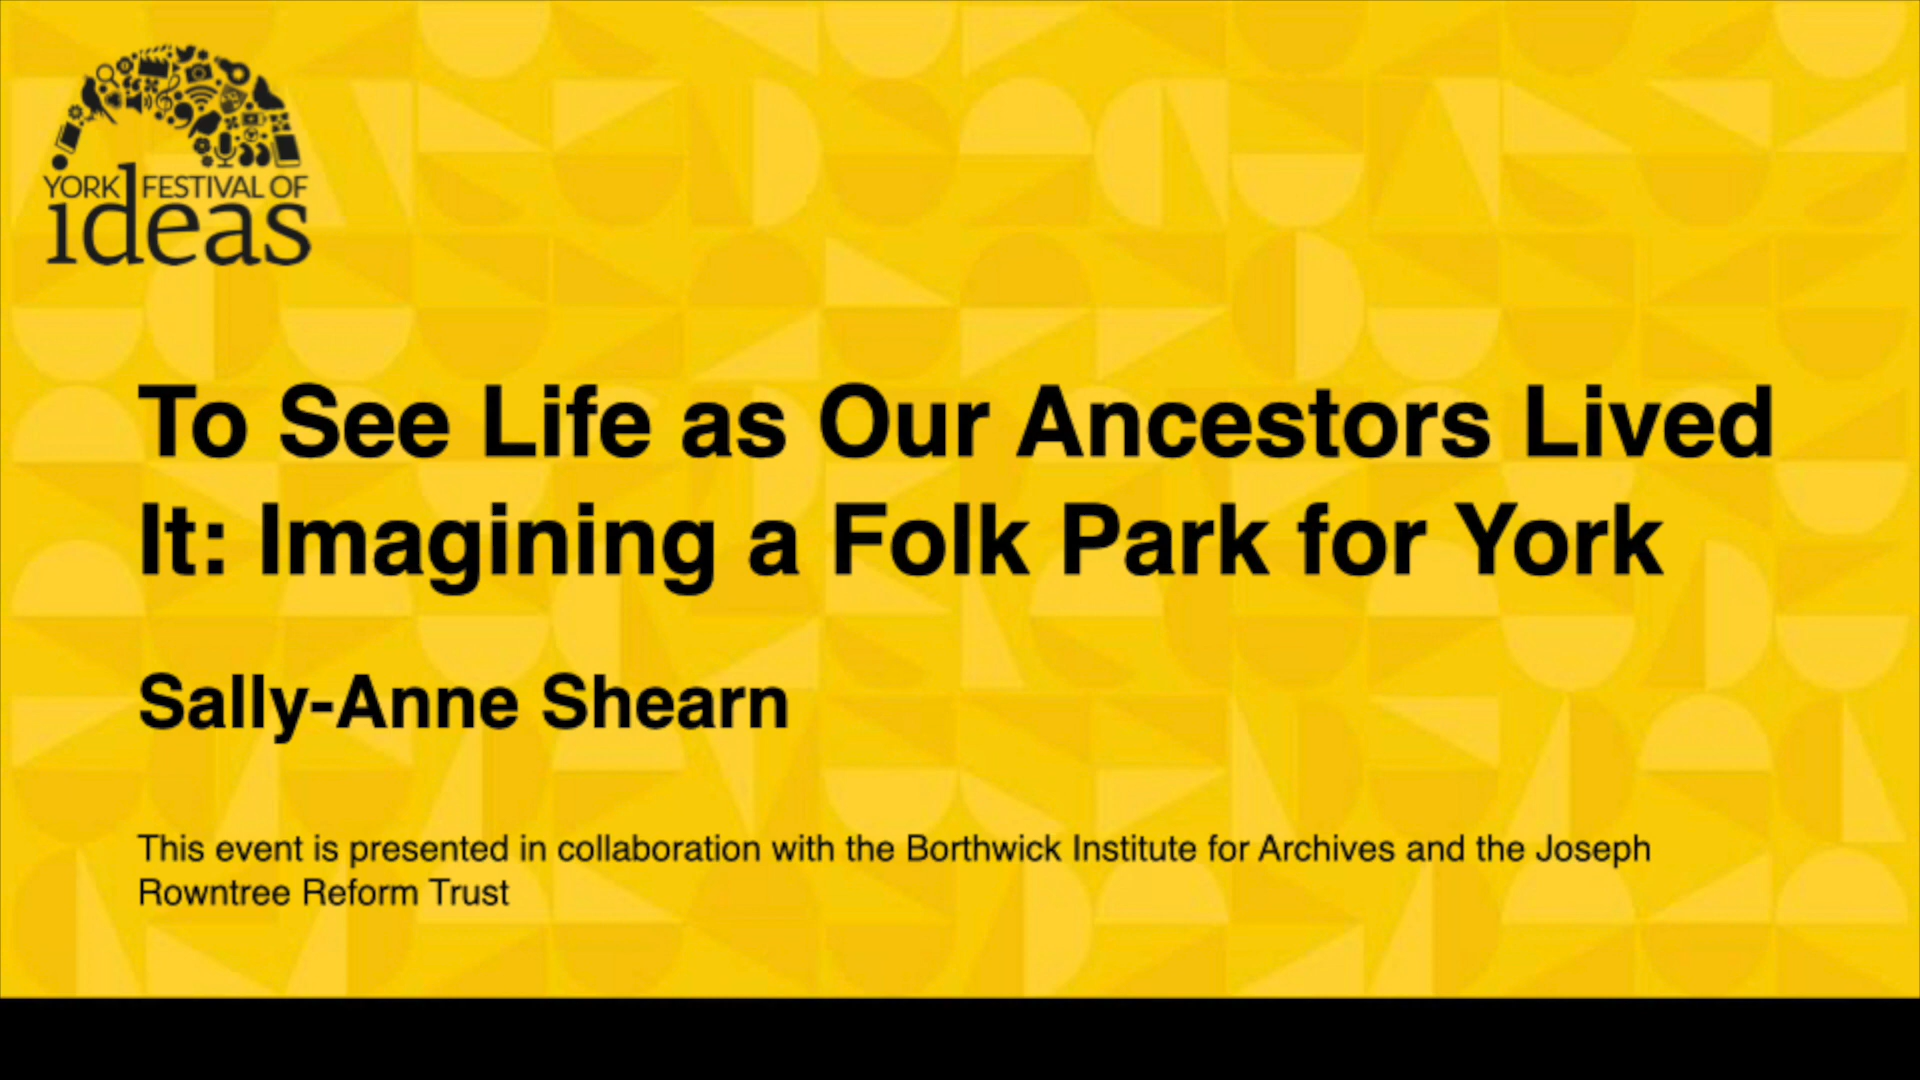 YORK FESTIVAL OF
ideas
To See Life as Our Ancestors Lived
It: Imagining a Folk Park for York
Sally-Anne Shearn
This event is presented in collaboration with the Borthwick Institute for Archives and the Joseph
Rowntree Reform Trust